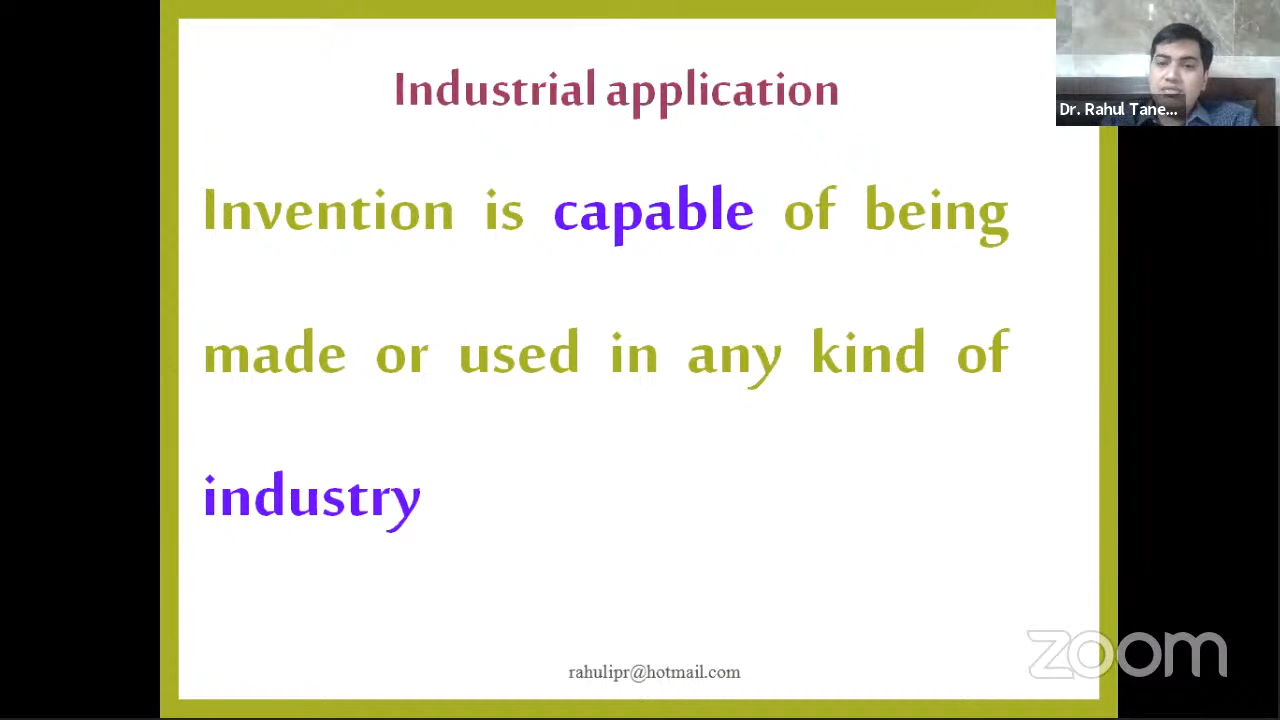 Industrial application
Dr. Rahul Tane...
Invention is capable of being
made or used in any kind of
industry
zoom
rahulipr@hotmail.com